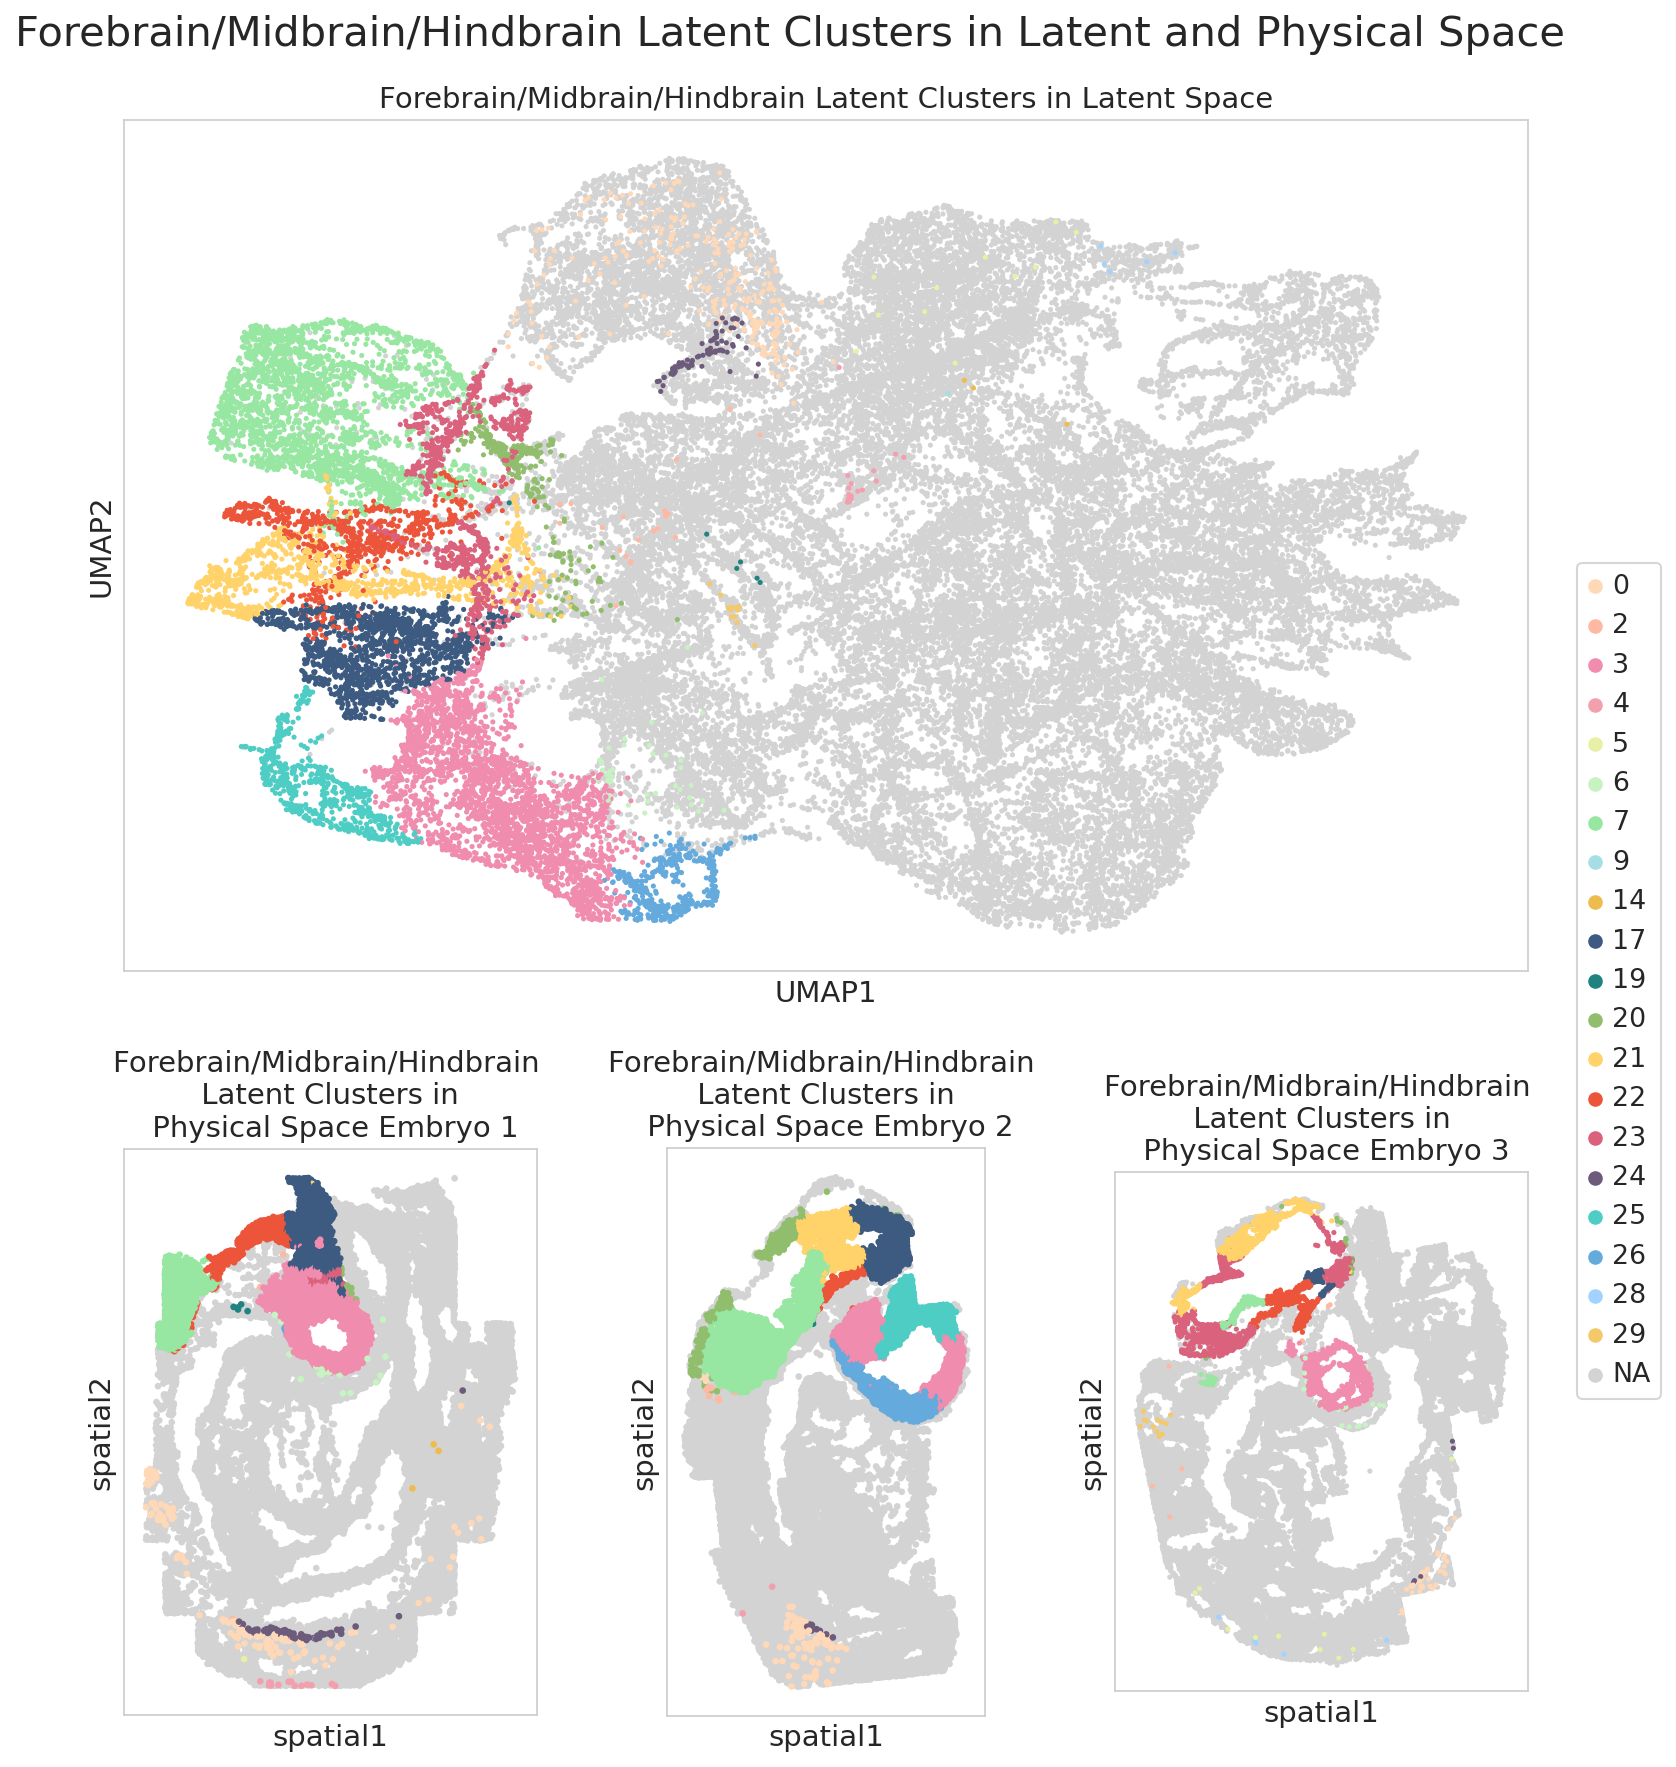 Forebrain/Midbrain/Hindbrain Latent Clusters in Latent and Physical Space
Forebrain/Midbrain/Hindbrain Latent Clusters in Latent Space
UMAP2
UMAP1
0
2
3
4
5
6
7
9
14
17
19
20
21
22
23
24
25
26
28
29
NA
Forebrain/Midbrain/Hindbrain
Latent Clusters in
Physical Space Embryo 1
spatial2
spatial1
Forebrain/Midbrain/Hindbrain
Latent Clusters in
Physical Space Embryo 2
spatial2
spatial1
Forebrain/Midbrain/Hindbrain
Latent Clusters in
Physical Space Embryo 3
spatial2
spatial1